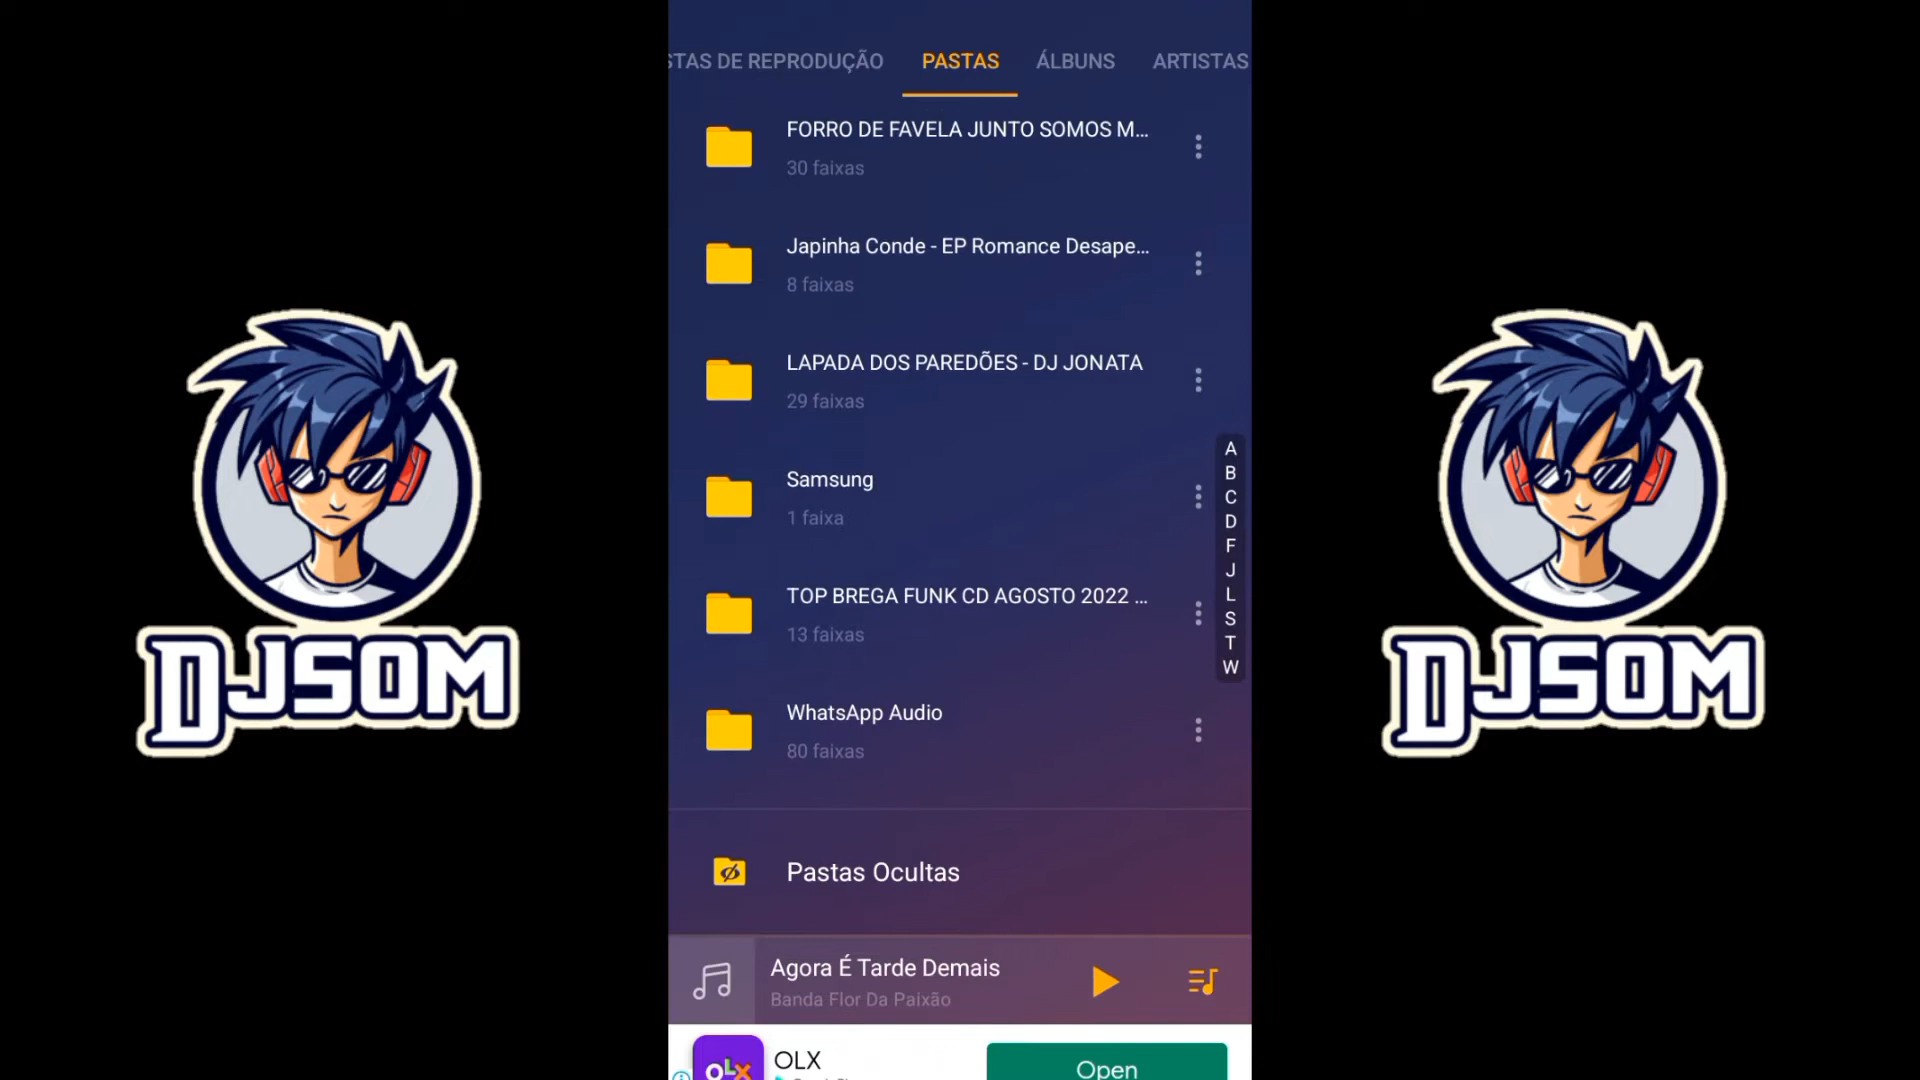 STAS DE REPRODUÇÃO PASTAS ÁLBUNS ARTISTAS
FORRO DE FAVELA JUNTO SOMOS M...
30 faixas
Japinha Conde - EP Romance Desape...
8 faixas
LAPADA DOS PAREDÕES - DJ JONATA
29 faixas
Samsung
1 faixa
TOP BREGA FUNK CD AGOSTO 2022 ...
13 faixas
WhatsApp Audio
80 faixas
A
B
C
D
F
J
L
S
T
W
Pastas Ocultas
Agora É Tarde Demais
Banda Flor Da Paixão
OLX
OLX
Open
DJSOM
DJSOM